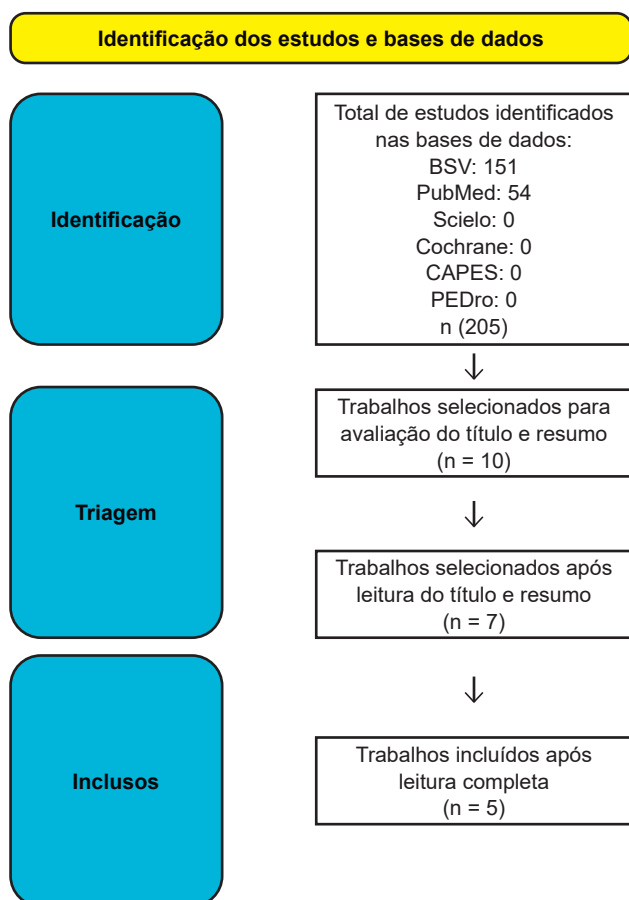 Identificação dos estudos e bases de dados
Identificação
Total de estudos identificados
nas bases de dados:
BSV: 151
PubMed: 54
Scielo: 0
Cochrane: 0
CAPES: 0
PEDro: 0
n (205)
Triagem
Trabalhos selecionados para
avaliação do título e resumo
(n = 10)
Trabalhos selecionados após
leitura do título e resumo
(n = 7)
Inclusos
Trabalhos incluídos após
leitura completa
(n = 5)